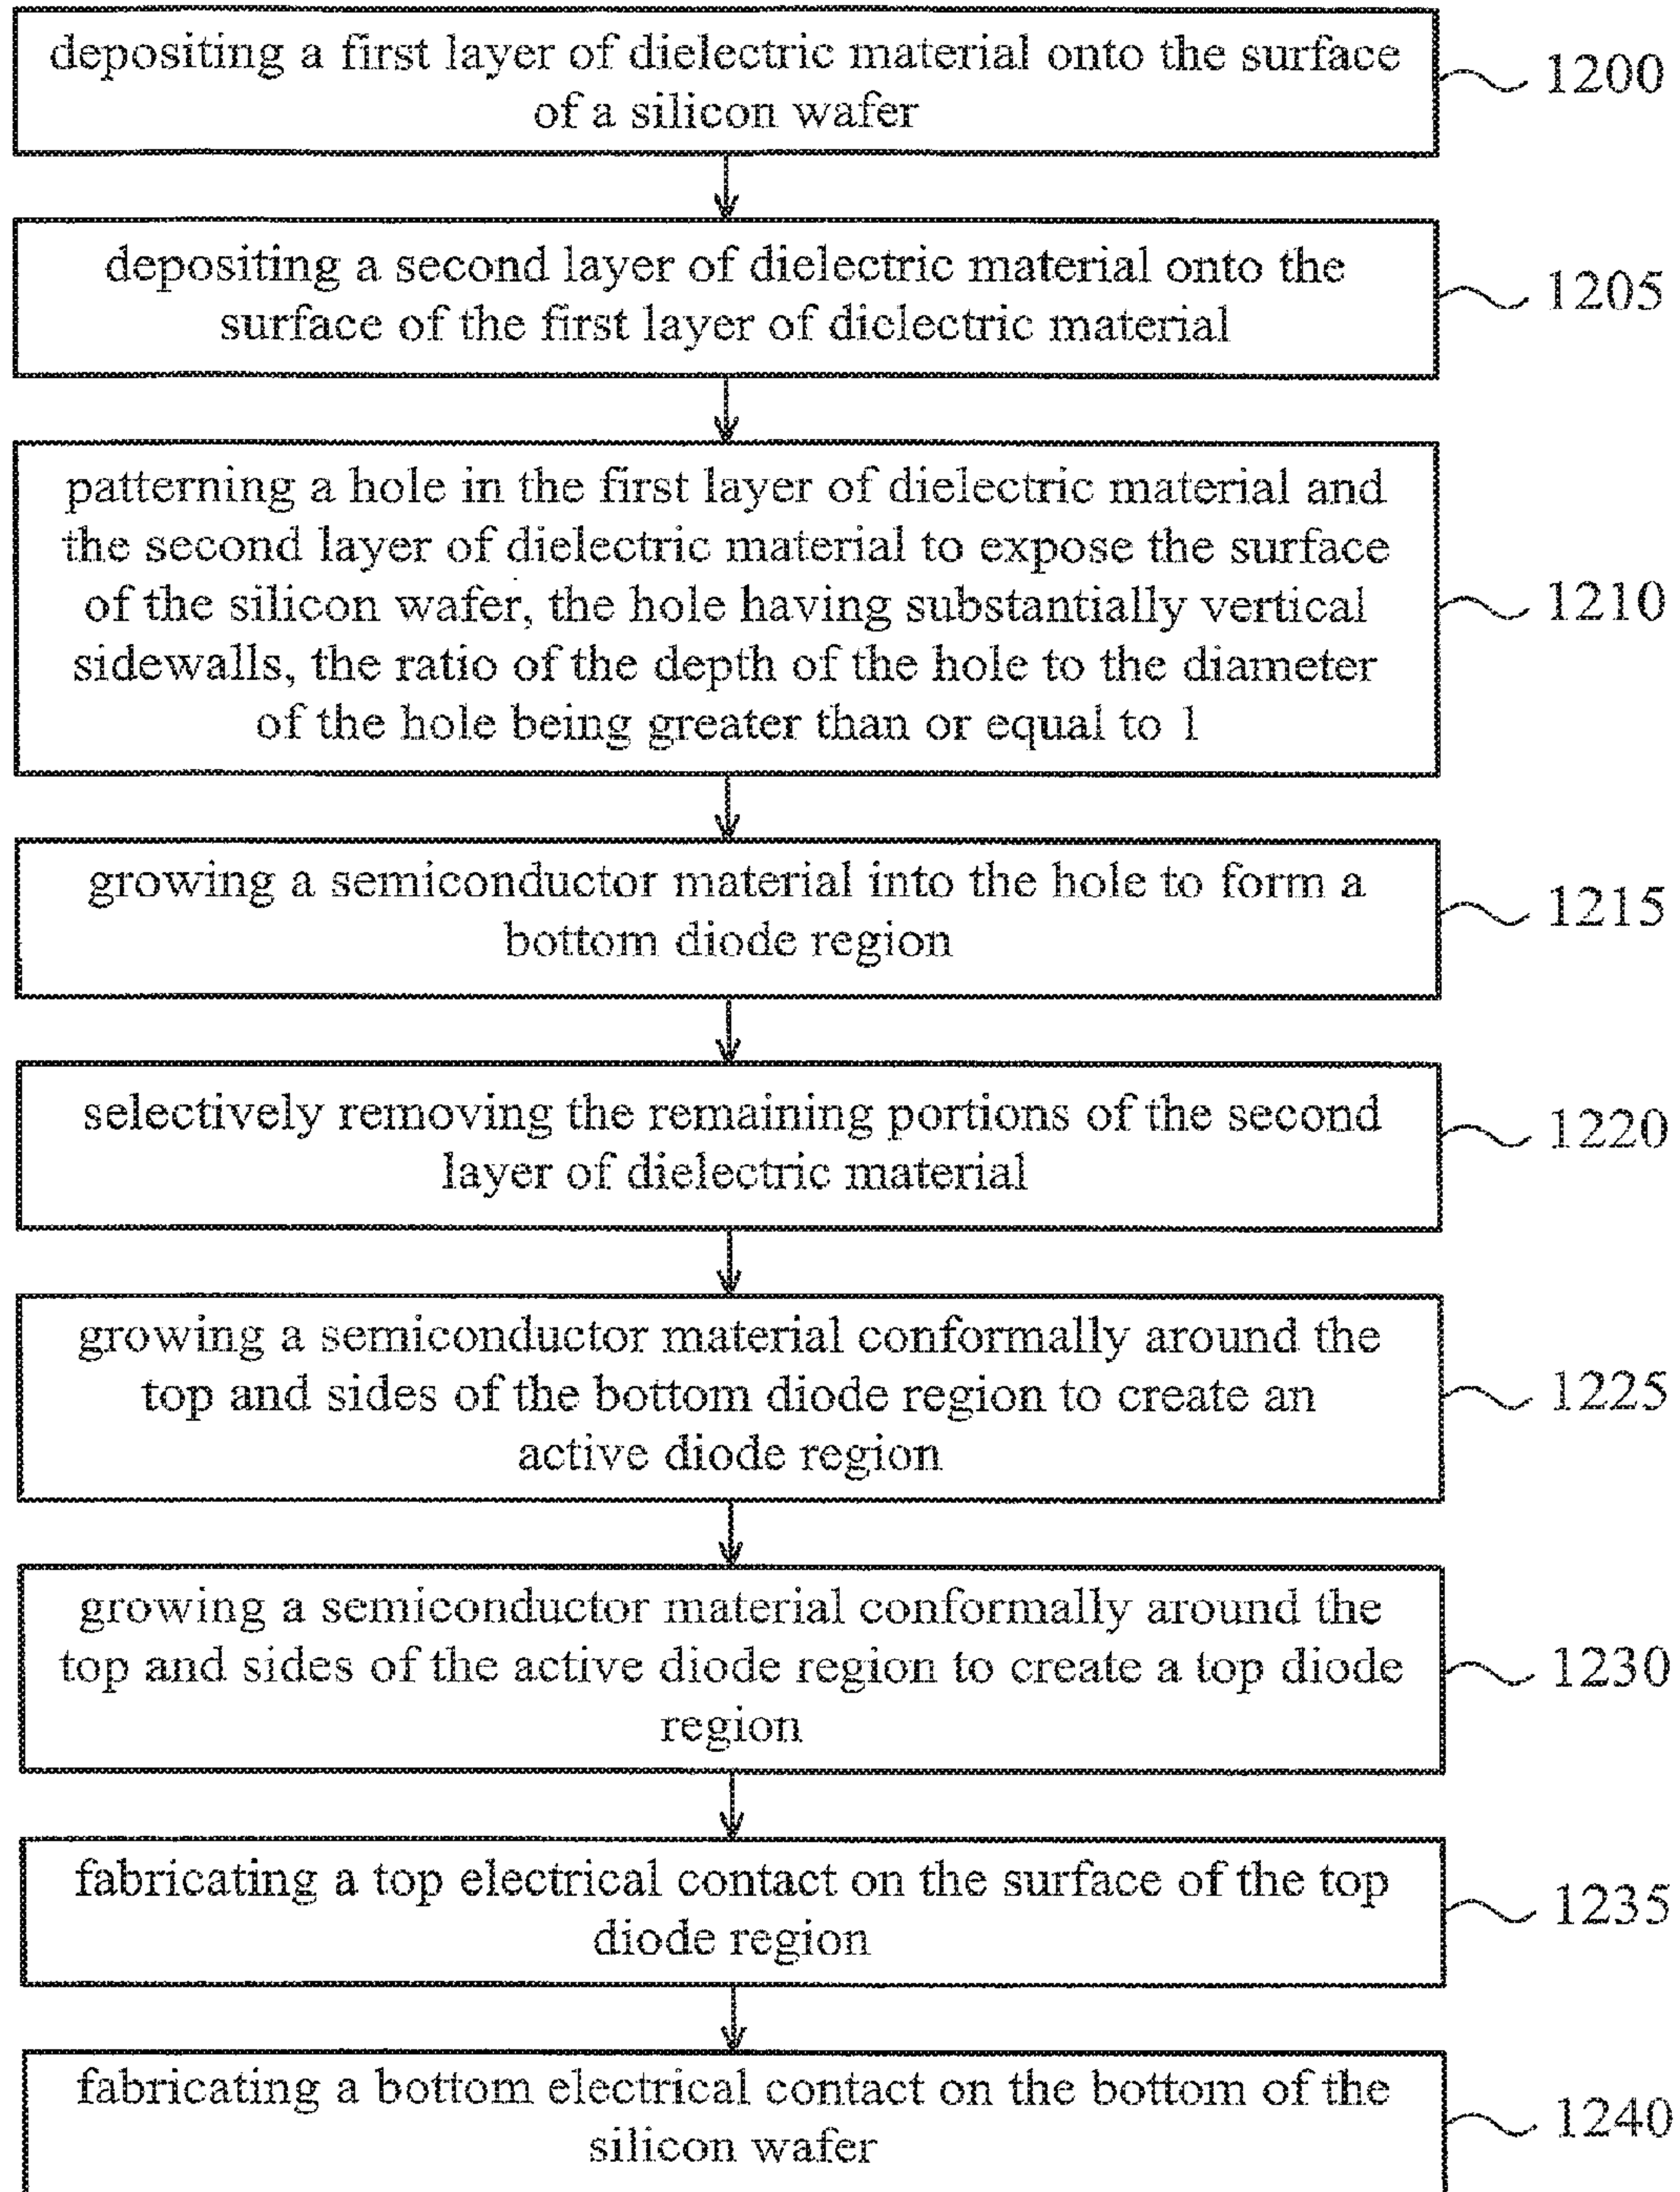 depositing a first layer of dielectric material onto the surface
of a silicon wafer
1200
depositing a second layer of dielectric material onto the
surface of the first layer of dielectric material
1205
patterning a hole in the first layer of dielectric material and
the second layer of dielectric material to expose the surface
of the silicon wafer, the hole having substantially vertical
sidewalls, the ratio of the depth of the hole to the diameter
of the hole being greater than or equal to 1
1210
growing a semiconductor material into the hole to form a
bottom diode region
1215
selectively removing the remaining portions of the second
layer of dielectric material
1220
growing a semiconductor material conformally around the
top and sides of the bottom diode region to create an
active diode region
1225
growing a semiconductor material conformally around the
top and sides of the active diode region to create a top diode
region
1230
fabricating a top electrical contact on the surface of the top
diode region
1235
fabricating a bottom electrical contact on the bottom of the
silicon wafer
1240